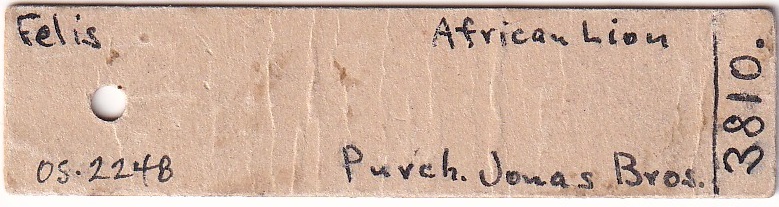 Felis African Lion
OS.2248 Purch. Jonas Bros.
3810.